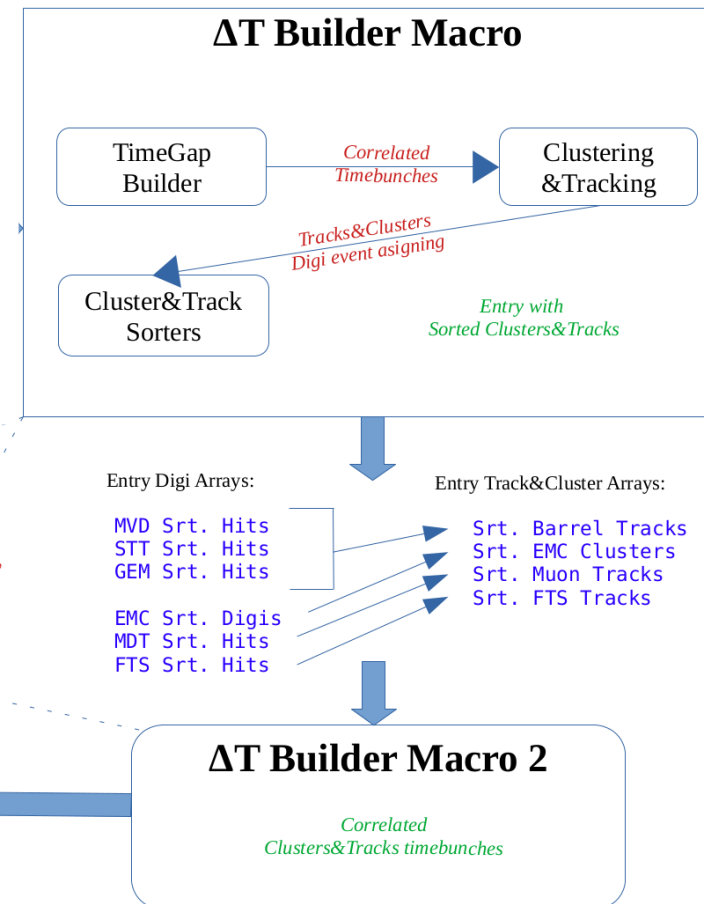 ΔT Builder Macro
TimeGap
Builder
Correlated
Timebunches
Clustering
&Tracking
Tracks&Clusters
Digi event asigning
Cluster&Track
Sorters
Entry with
Sorted Clusters&Tracks
Entry Digi Arrays:
MVD Srt. Hits
STT Srt. Hits
GEM Srt. Hits
EMC Srt. Digis
MDT Srt. Hits
FTS Srt. Hits
Entry Track&Cluster Arrays:
Srt. Barrel Tracks
Srt. EMC Clusters
Srt. Muon Tracks
Srt. FTS Tracks
ΔT Builder Macro 2
Correlated
Clusters&Tracks timebunches